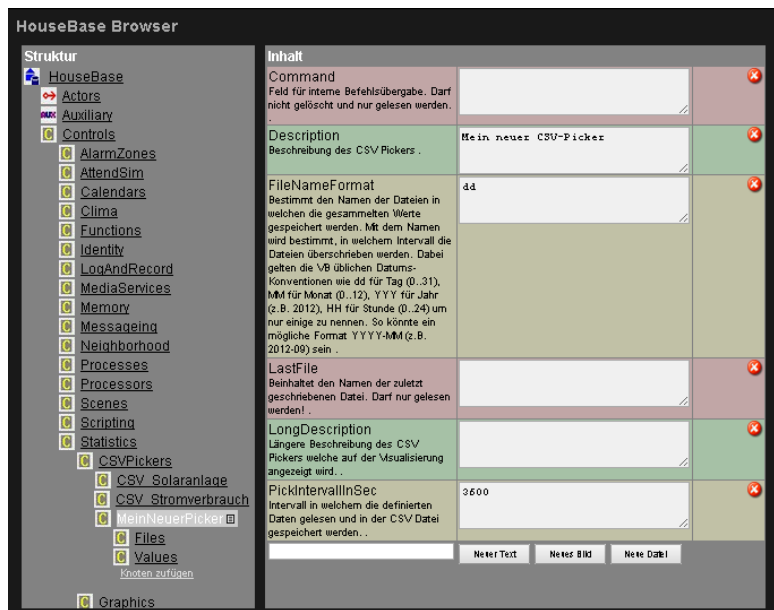 HouseBase Browser
Struktur
HouseBase
Actors
AUX Auxiliary
C Controls
C AlarmZones
C AttendSim
C Calendars
C Clima
C Functions
C Identity
C LogAndRecord
C MediaServices
C Memory
C Messageing
C Neighborhood
C Processes
C Processors
C Scenes
C Scripting
C Statistics
C CSVPickers
C CSV_Solaranlage
C CSV_Stromverbrauch
C MeinNeuerPicker
C Files
C Values
Knoten zufügen
C Graphics
Inhalt
Command
Feld für interne Befehlsübergabe. Darf
nicht gelöscht und nur gelesen werden.
.
Description
Beschreibung des CSV Pickers .
Mein neuer CSV-Picker
FileNameFormat
Bestimmt den Namen der Dateien in
welchen die gesammelten Werte
gespeichert werden. Mit dem Namen
wird bestimmt, in welchem Intervall die
Dateien überschrieben werden. Dabei
gelten die VB üblichen Datums-
Konventionen wie dd für Tag (0..31),
MM für Monat (0..12), YYY für Jahr
(z.B. 2012), HH für Stunde (0..24) um
nur einige zu nennen. So könnte ein
mögliche Format YYYY-MM (z.B.
2012-09) sein .
dd
LastFile
Beinhaltet den Namen der zuletzt
geschriebenen Datei. Darf nur gelesen
werden! .
LongDescription
Längere Beschreibung des CSV
Pickers welche auf der Visualisierung
angezeigt wird. .
PickIntervallInSec
Intervall in welchem die definierten
Daten gelesen und in der CSV Datei
gespeichert werden. .
3600
Neuer Text
Neues Bild
Neue Datei